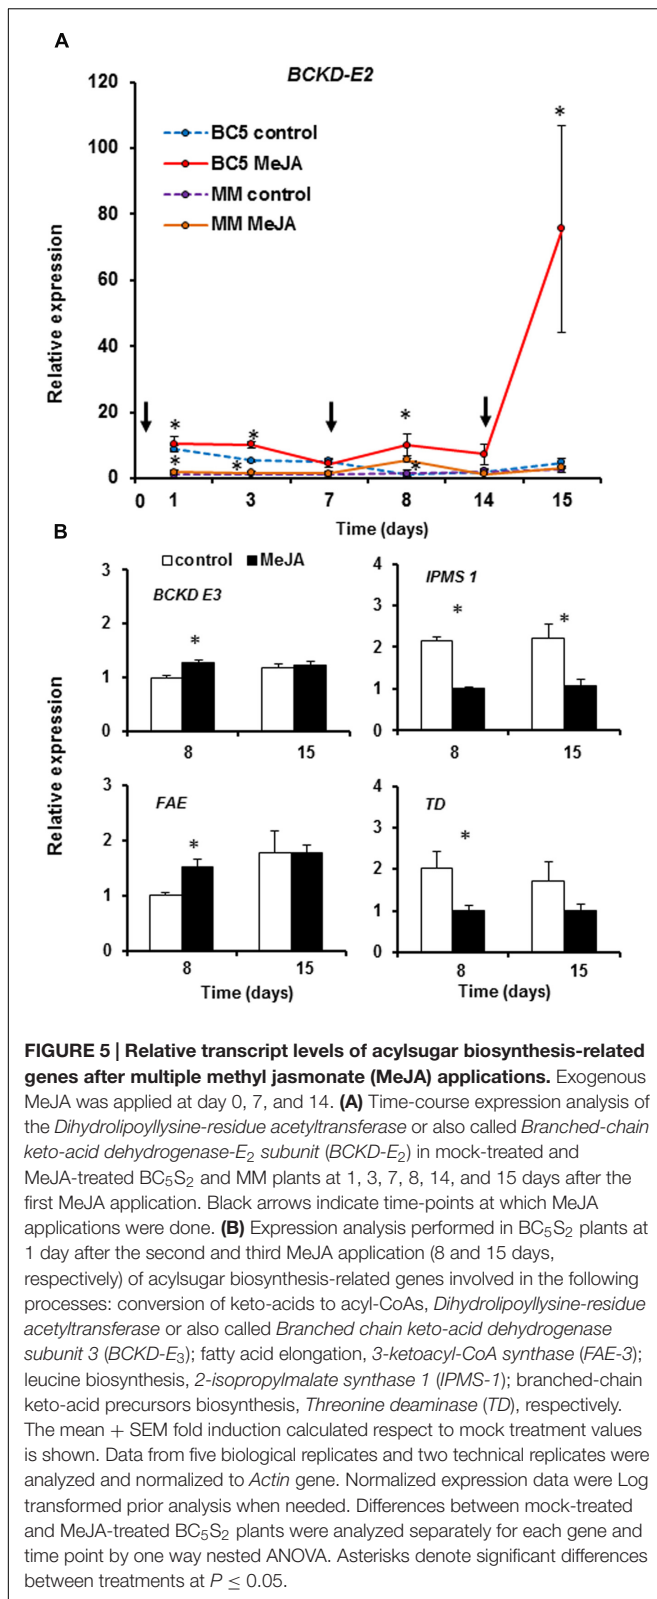 A
BCKD-E2
120
100
80
60
40
20
0
Relative expression
BC5 control
BC5 MeJA
MM control
MM MeJA
*
* * *
* * *
0 1 3 7 8 14 15
Time (days)
B
control MeJA
Relative expression
BCKD E3
3
2
1
0
*
8 15
IPMS 1
4
3
2
1
0
* *
8 15
FAE
3
2
1
0
*
8 15
Time (days)
TD
4
3
2
1
0
*
8 15
Time (days)
FIGURE 5 | Relative transcript levels of acylsugar biosynthesis-related
genes after multiple methyl jasmonate (MeJA) applications. Exogenous
MeJA was applied at day 0, 7, and 14. (A) Time-course expression analysis of
the Dihydrolipoyllysine-residue acetyltransferase or also called Branched-chain
keto-acid dehydrogenase-E₂ subunit (BCKD-E₂) in mock-treated and
MeJA-treated BC₅S₂ and MM plants at 1, 3, 7, 8, 14, and 15 days after the
first MeJA application. Black arrows indicate time-points at which MeJA
applications were done. (B) Expression analysis performed in BC₅S₂ plants at
1 day after the second and third MeJA application (8 and 15 days,
respectively) of acylsugar biosynthesis-related genes involved in the following
processes: conversion of keto-acids to acyl-CoAs, Dihydrolipoyllysine-residue
acetyltransferase or also called Branched chain keto-acid dehydrogenase
subunit 3 (BCKD-E₃); fatty acid elongation, 3-ketoacyl-CoA synthase (FAE-3);
leucine biosynthesis, 2-isopropylmalate synthase 1 (IPMS-1); branched-chain
keto-acid precursors biosynthesis, Threonine deaminase (TD), respectively.
The mean + SEM fold induction calculated respect to mock treatment values
is shown. Data from five biological replicates and two technical replicates were
analyzed and normalized to Actin gene. Normalized expression data were Log
transformed prior analysis when needed. Differences between mock-treated
and MeJA-treated BC₅S₂ plants were analyzed separately for each gene and
time point by one way nested ANOVA. Asterisks denote significant differences
between treatments at P ≤ 0.05.